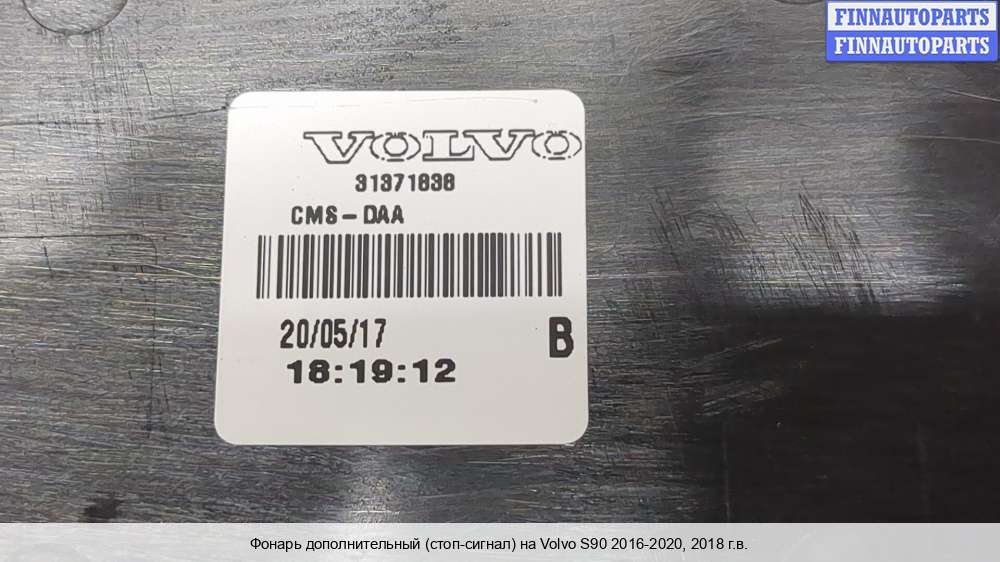 FINNAUTOPARTS
FINNAUTOPARTS
VOLVO
31371838
CMS-DAA
20/05/17
B
18:19:12
Фонарь дополнительный (стоп-сигнал) на Volvo S90 2016-2020, 2018 г.в.